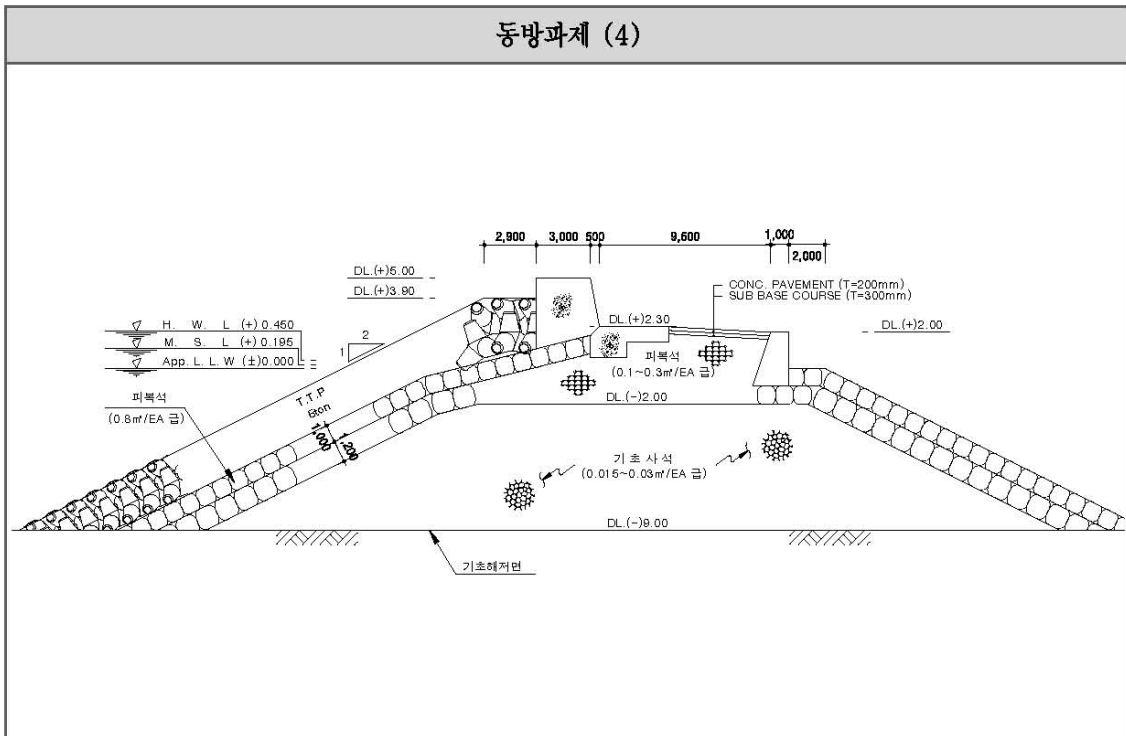 동방파제 (4)
2,900 3,000 500 9,600 1,000
2,000
DL.(+)5.00
DL.(+)3.90
CONC. PAVEMENT (T=200mm)
SUB BASE COURSE (T=300mm)
H. W. L (+) 0.450
M. S. L (+) 0.195
App. L. L. W (±)0.000
2
1
DL.(+)2.30
DL.(+)2.00
피복석
(0.1~0.3㎥/EA 급)
DL.(-)2.00
피복석
(0.8㎥/EA 급)
T.T.P
8ton
1,000
1,200
기초사석
(0.015~0.03㎥/EA 급)
DL.(-)9.00
기초해저면